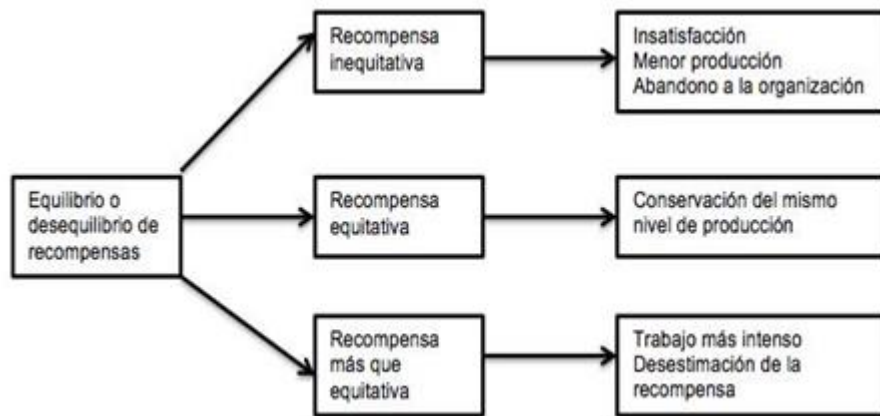 Recompensa
inequitativa
Insatisfacción
Menor producción
Abandono a la organización
Equilibrio o
desequilibrio de
recompensas
Recompensa
equitativa
Conservación del mismo
nivel de producción
Recompensa
más que
equitativa
Trabajo más intenso
Desestimación de la
recompensa